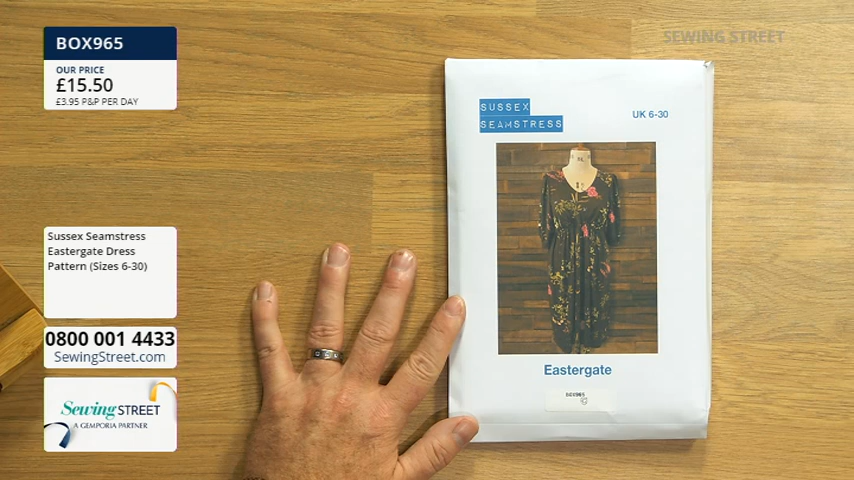 BOX965
OUR PRICE
£15.50
£3.95 P&P PER DAY
Sussex Seamstress
Eastergate Dress
Pattern (Sizes 6-30)
0800 001 4433
SewingStreet.com
Sewing STREET
A GEMPORIA PARTNER
SEWING STREET
SUSSEX
SEAMSTRESS
UK 6-30
Eastergate
BOX965